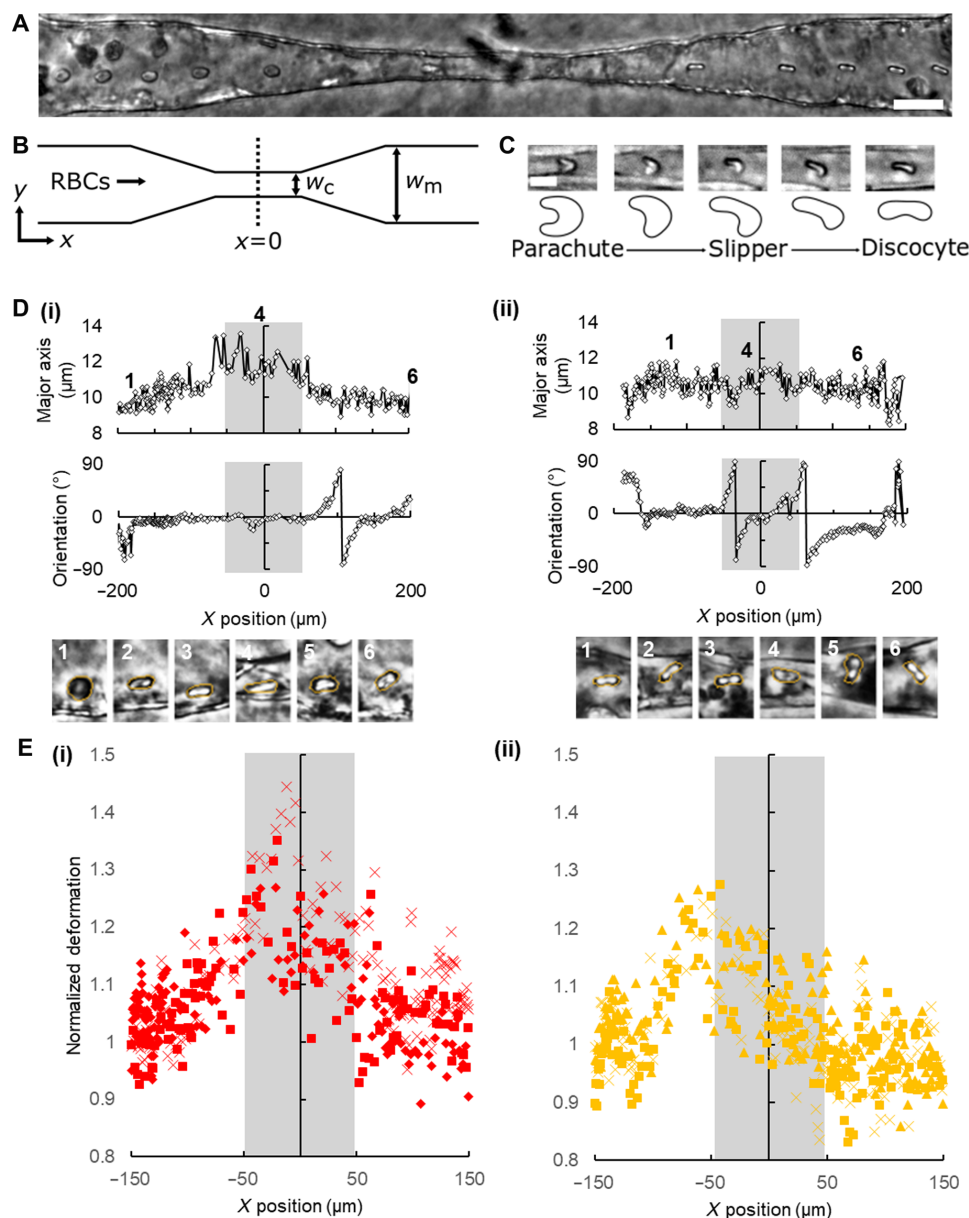 A
B
RBCs
wc
wm
y
x
x=0
C
Parachute
Slipper
Discocyte
D (i)
14
12
10
8
Major axis
(μm)
1
4
6
90
0
−90
Orientation (°)
−200
0
200
X position (μm)
1 2 3 4 5 6
(ii)
14
12
10
8
Major axis
(μm)
1
4
6
90
0
−90
Orientation (°)
−200
0
200
X position (μm)
1 2 3 4 5 6
E (i)
1.5
1.4
1.3
1.2
1.1
1
0.9
0.8
Normalized deformation
−150
−50
50
150
X position (μm)
(ii)
1.5
1.4
1.3
1.2
1.1
1
0.9
0.8
−150
−50
50
150
X position (μm)